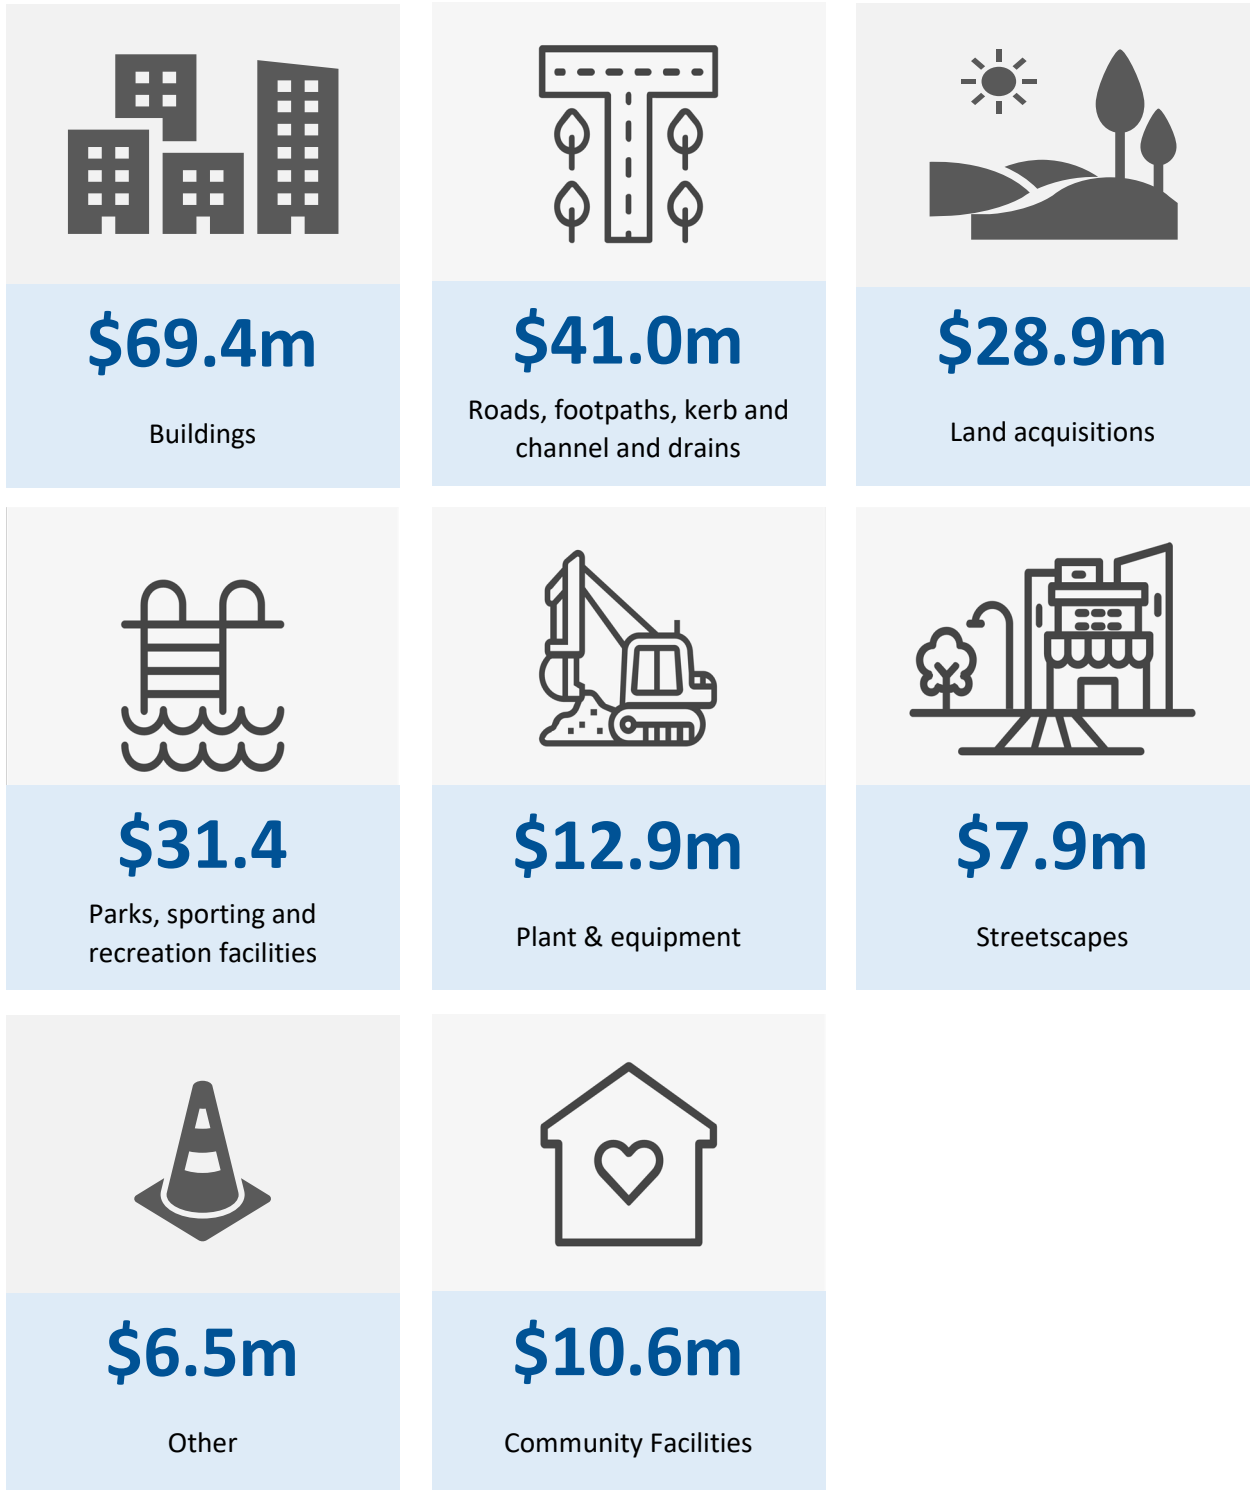 $69.4m
Buildings
$41.0m
Roads, footpaths, kerb and
channel and drains
$28.9m
Land acquisitions
$31.4
Parks, sporting and
recreation facilities
$12.9m
Plant & equipment
$7.9m
Streetscapes
$6.5m
Other
$10.6m
Community Facilities